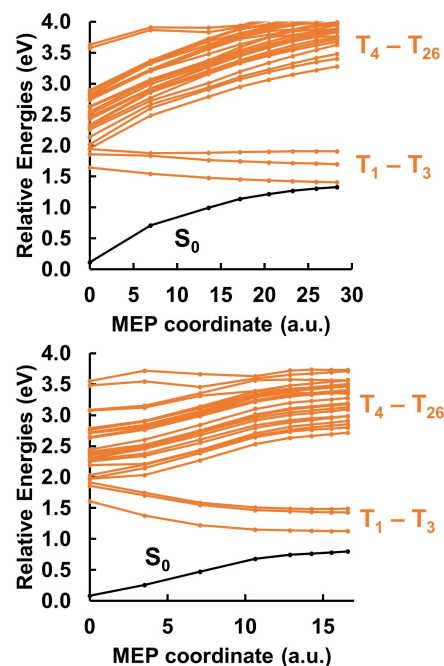 4.0
3.5
3.0
2.5
2.0
1.5
1.0
0.5
0.0
Relative Energies (eV)
T₄ – T₂₆
T₁ – T₃
S₀
0 5 10 15 20 25 30
MEP coordinate (a.u.)
4.0
3.5
3.0
2.5
2.0
1.5
1.0
0.5
0.0
Relative Energies (eV)
T₄ – T₂₆
T₁ – T₃
S₀
0 5 10 15
MEP coordinate (a.u.)